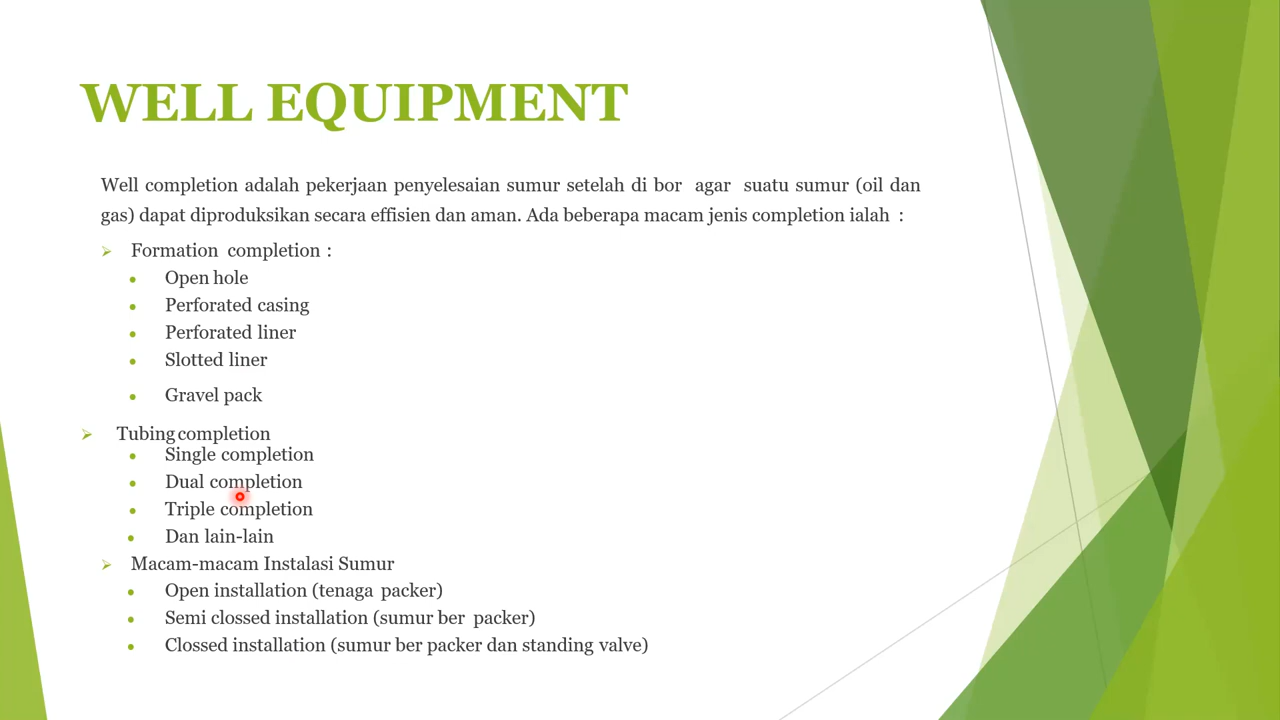 WELL EQUIPMENT
Well completion adalah pekerjaan penyelesaian sumur setelah di bor agar suatu sumur (oil dan
gas) dapat diproduksikan secara effisien dan aman. Ada beberapa macam jenis completion ialah :
Formation completion :
Open hole
Perforated casing
Perforated liner
Slotted liner
Gravel pack
Tubing completion
Single completion
Dual completion
Triple completion
Dan lain-lain
Macam-macam Instalasi Sumur
Open installation (tenaga packer)
Semi clossed installation (sumur ber packer)
Clossed installation (sumur ber packer dan standing valve)